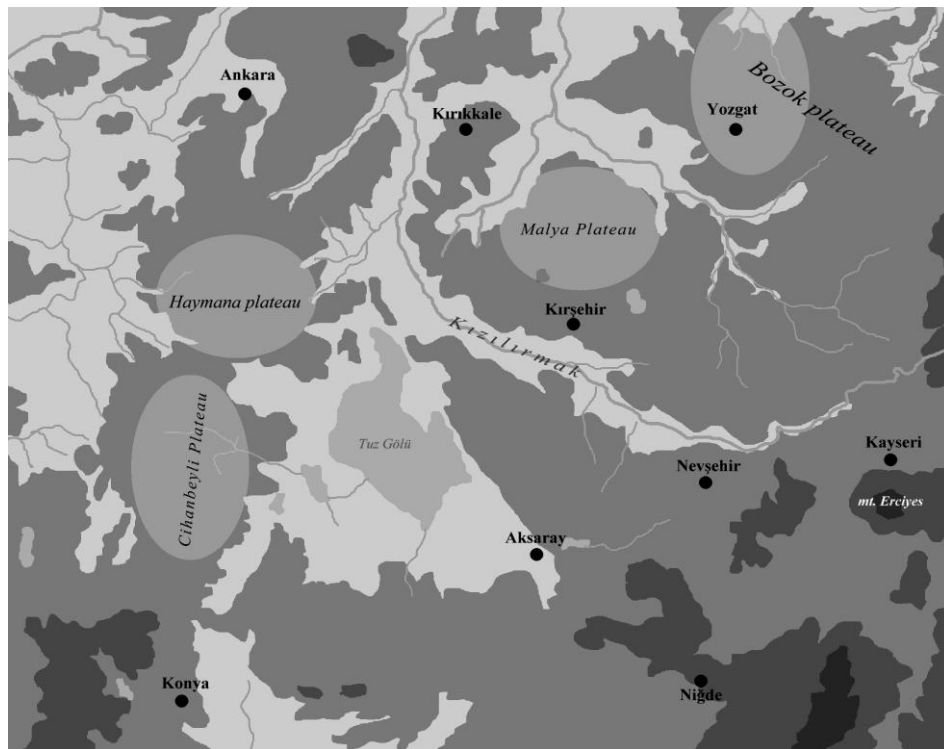 Ankara
Kırıkkale
Yozgat
Bozok plateau
Malya Plateau
Haymana plateau
Kırşehir
Kızılırmak
Cihanbeyli Plateau
Tuz Gölü
Kayseri
Nevşehir
mt. Erciyes
Aksaray
Konya
Niğde